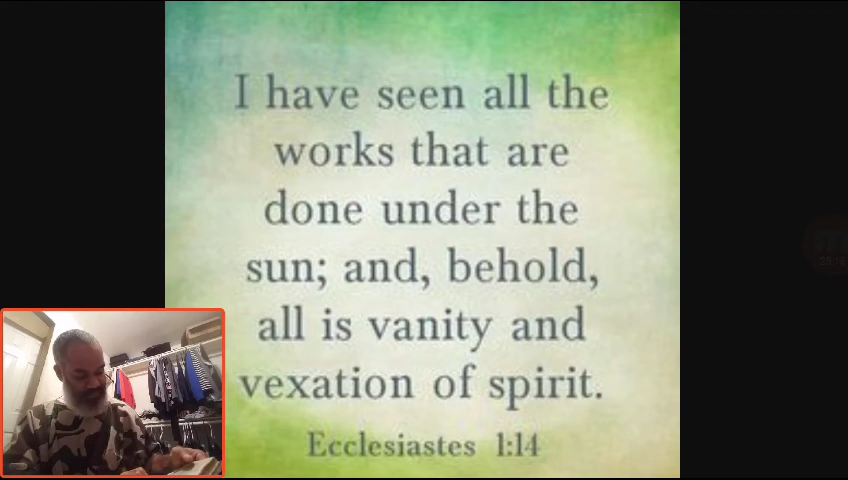 I have seen all the
works that are
done under the
sun; and, behold,
all is vanity and
vexation of spirit.
Ecclesiastes 1:14